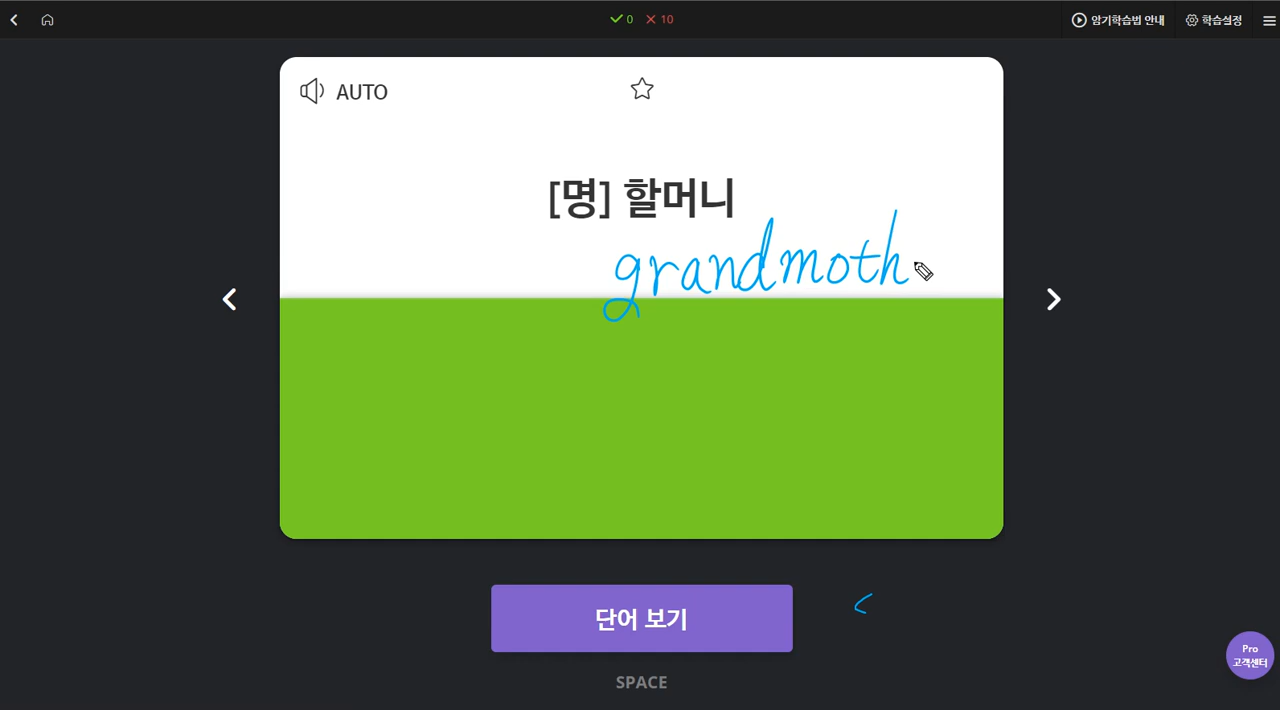 0 10 암기학습법 안내 학습설정
AUTO
[명] 할머니
grandmoth
단어 보기
SPACE
Pro
고객센터